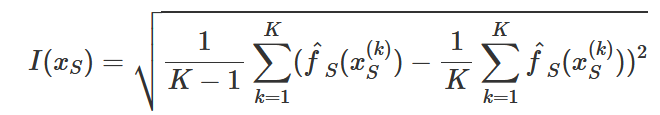 I(x_S) = \sqrt{\frac{1}{K-1} \sum_{k=1}^{K} (\hat{f}_S(x_S^{(k)}) - \frac{1}{K} \sum_{k=1}^{K} \hat{f}_S(x_S^{(k)}))^2}